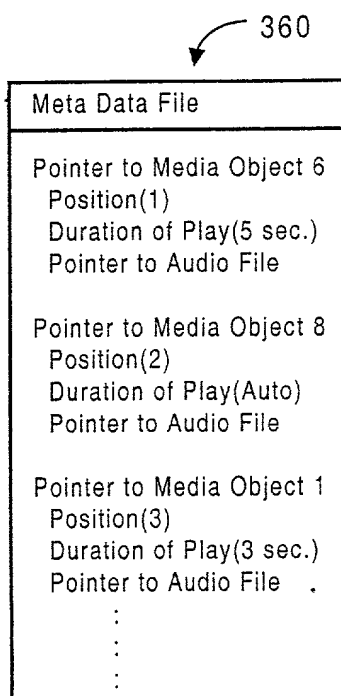 360
Meta Data File
Pointer to Media Object 6
Position(1)
Duration of Play(5 sec.)
Pointer to Audio File
Pointer to Media Object 8
Position(2)
Duration of Play(Auto)
Pointer to Audio File
Pointer to Media Object 1
Position(3)
Duration of Play(3 sec.)
Pointer to Audio File